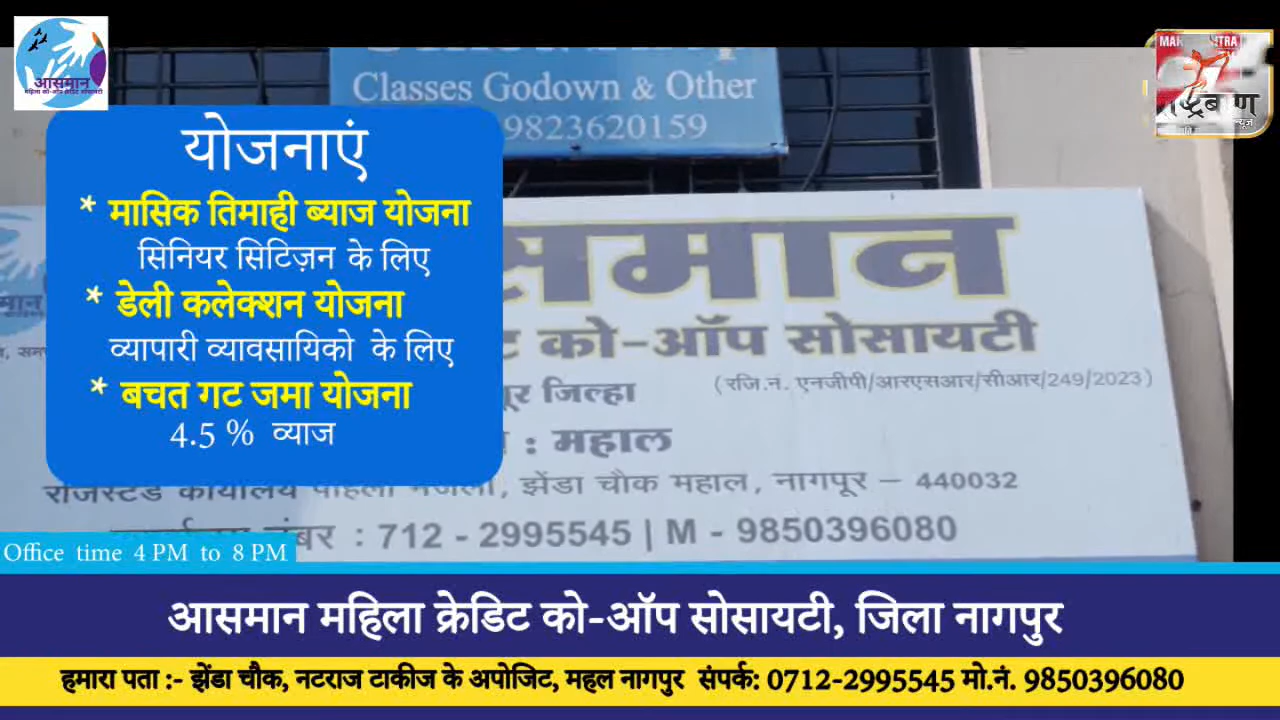 आसमान
महिला को-ऑप क्रेडिट सोसायटी
Classes Godown & Other
9823620159
राष्ट्रबाण
न्यूज
योजनाएं
* मासिक तिमाही ब्याज योजना
सिनियर सिटिज़न के लिए
* डेली कलेक्शन योजना
व्यापारी व्यावसायिको के लिए
* बचत गट जमा योजना
4.5 % व्याज
समान
को-ऑप सोसायटी
जिल्हा (रजि.नं. एनजीपी/आरएसआर/सीआर/249/2023)
: महाल
झेंडा चौक महाल, नागपूर – 440032
: 712 - 2995545 | M - 9850396080
Office time 4 PM to 8 PM
आसमान महिला क्रेडिट को-ऑप सोसायटी, जिला नागपुर
हमारा पता :- झेंडा चौक, नटराज टाकीज के अपोजिट, महल नागपुर संपर्क: 0712-2995545 मो.नं. 9850396080